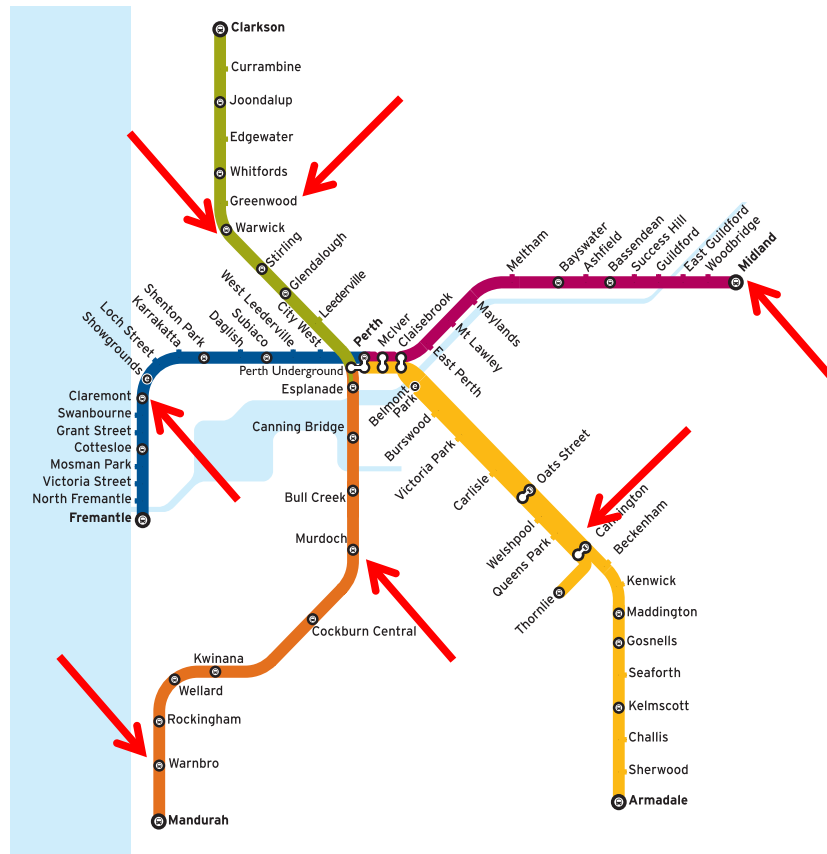 Clarkson
Currambine
Joondalup
Edgewater
Whitfords
Greenwood
Warwick
Stirling
Glendalough
Leederville
City West
West Leederville
Subiaco
Daglish
Shenton Park
Karrakatta
Loch Street
Showgrounds
Claremont
Swanbourne
Grant Street
Cottesloe
Mosman Park
Victoria Street
North Fremantle
Fremantle
Perth
McIver
Claisebrook
East Perth
Mt Lawley
Maylands
Meltham
Bayswater
Ashfield
Bassendean
Success Hill
Guildford
East Guildford
Woodbridge
Midland
Perth Underground
Esplanade
Canning Bridge
Bull Creek
Murdoch
Cockburn Central
Kwinana
Wellard
Rockingham
Warnbro
Mandurah
Belmont
Park
Burswood
Victoria Park
Carlisle
Oats Street
Welshpool
Queens Park
Cannington
Beckenham
Thornlie
Kenwick
Maddington
Gosnells
Seaforth
Kelmscott
Challis
Sherwood
Armadale